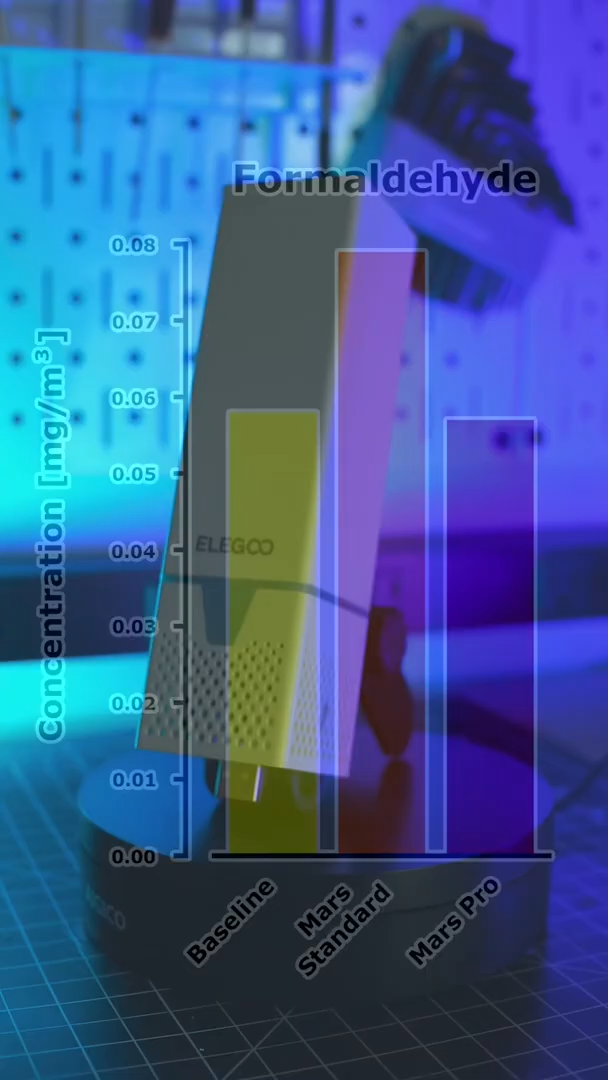 Formaldehyde
Concentration [mg/m³]
0.08
0.07
0.06
0.05
0.04
0.03
0.02
0.01
0.00
ELEGOO
Baseline
Mars
Standard
Mars Pro